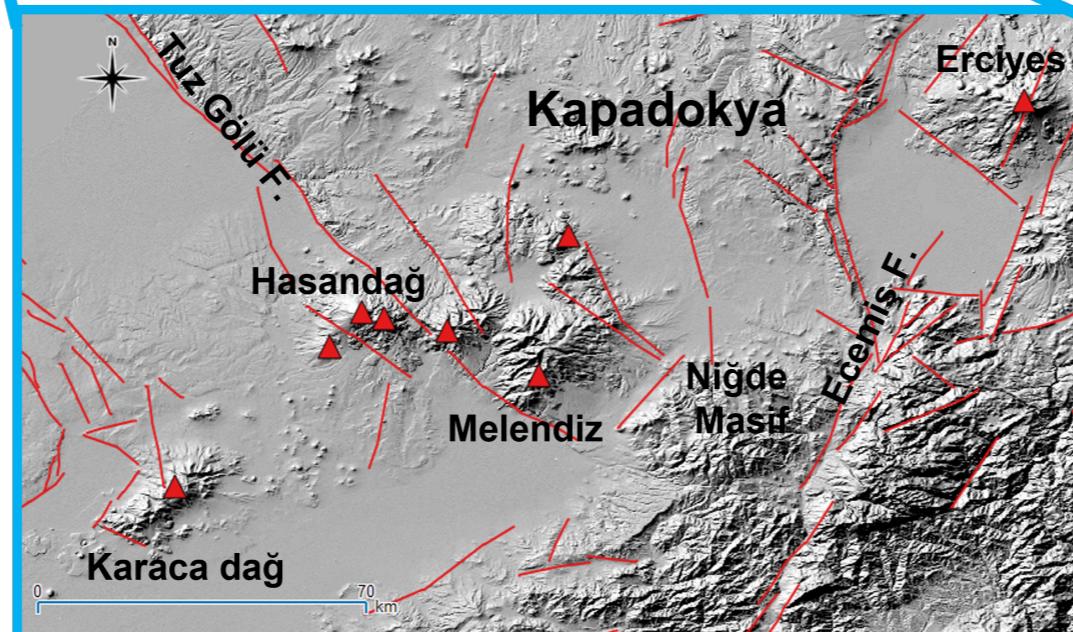 N
Tuz Gölü F.
Erciyes
Kapadokya
Hasandağ
Ecemiş F.
Niğde
Masif
Melendiz
Karaca dağ
0
70
km